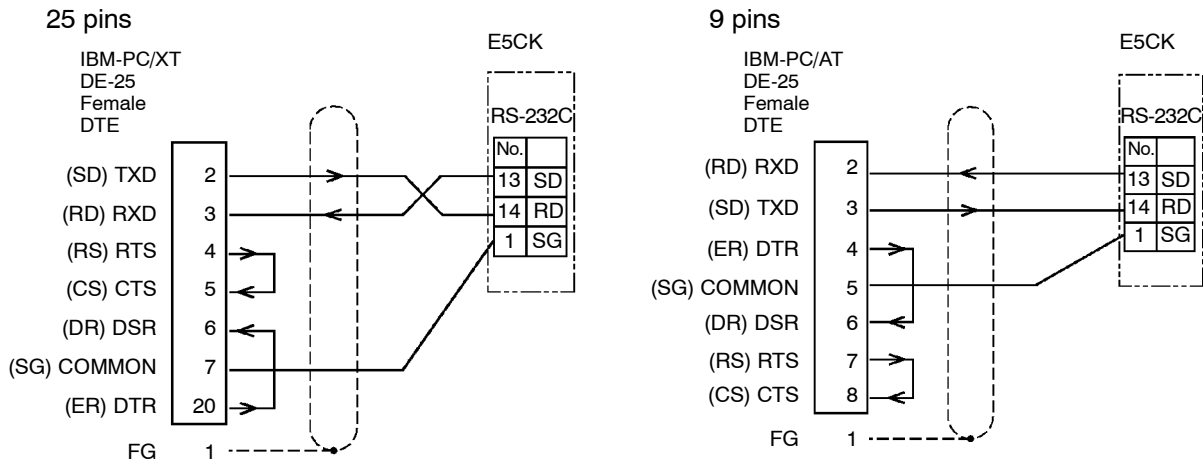 25 pins
IBM-PC/XT
DE-25
Female
DTE
E5CK
RS-232C
No.
(SD) TXD 2 13 SD
(RD) RXD 3 14 RD
(RS) RTS 4 1 SG
(CS) CTS 5
(DR) DSR 6
(SG) COMMON 7
(ER) DTR 20
FG 1
9 pins
IBM-PC/AT
DE-25
Female
DTE
E5CK
RS-232C
No.
(RD) RXD 2 13 SD
(SD) TXD 3 14 RD
(ER) DTR 4 1 SG
(SG) COMMON 5
(DR) DSR 6
(RS) RTS 7
(CS) CTS 8
FG 1